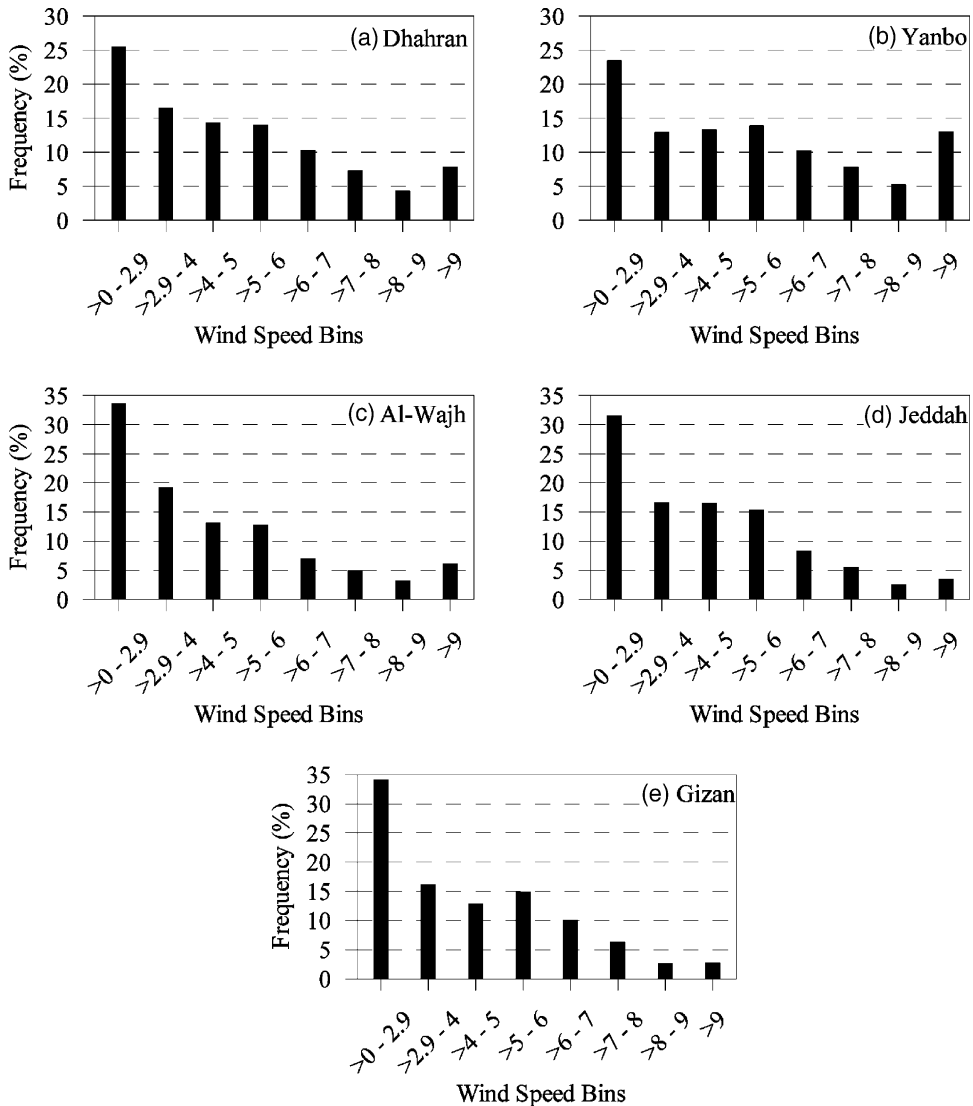 (a) Dhahran
Frequency (%)
30
25
20
15
10
5
0
>0 - 2.9
>2.9 - 4
>4 - 5
>5 - 6
>6 - 7
>7 - 8
>8 - 9
>9
Wind Speed Bins
(b) Yanbo
30
25
20
15
10
5
0
>0 - 2.9
>2.9 - 4
>4 - 5
>5 - 6
>6 - 7
>7 - 8
>8 - 9
>9
Wind Speed Bins
(c) Al-Wajh
Frequency (%)
35
30
25
20
15
10
5
0
>0 - 2.9
>2.9 - 4
>4 - 5
>5 - 6
>6 - 7
>7 - 8
>8 - 9
>9
Wind Speed Bins
(d) Jeddah
35
30
25
20
15
10
5
0
>0 - 2.9
>2.9 - 4
>4 - 5
>5 - 6
>6 - 7
>7 - 8
>8 - 9
>9
Wind Speed Bins
(e) Gizan
Frequency (%)
35
30
25
20
15
10
5
0
>0 - 2.9
>2.9 - 4
>4 - 5
>5 - 6
>6 - 7
>7 - 8
>8 - 9
>9
Wind Speed Bins